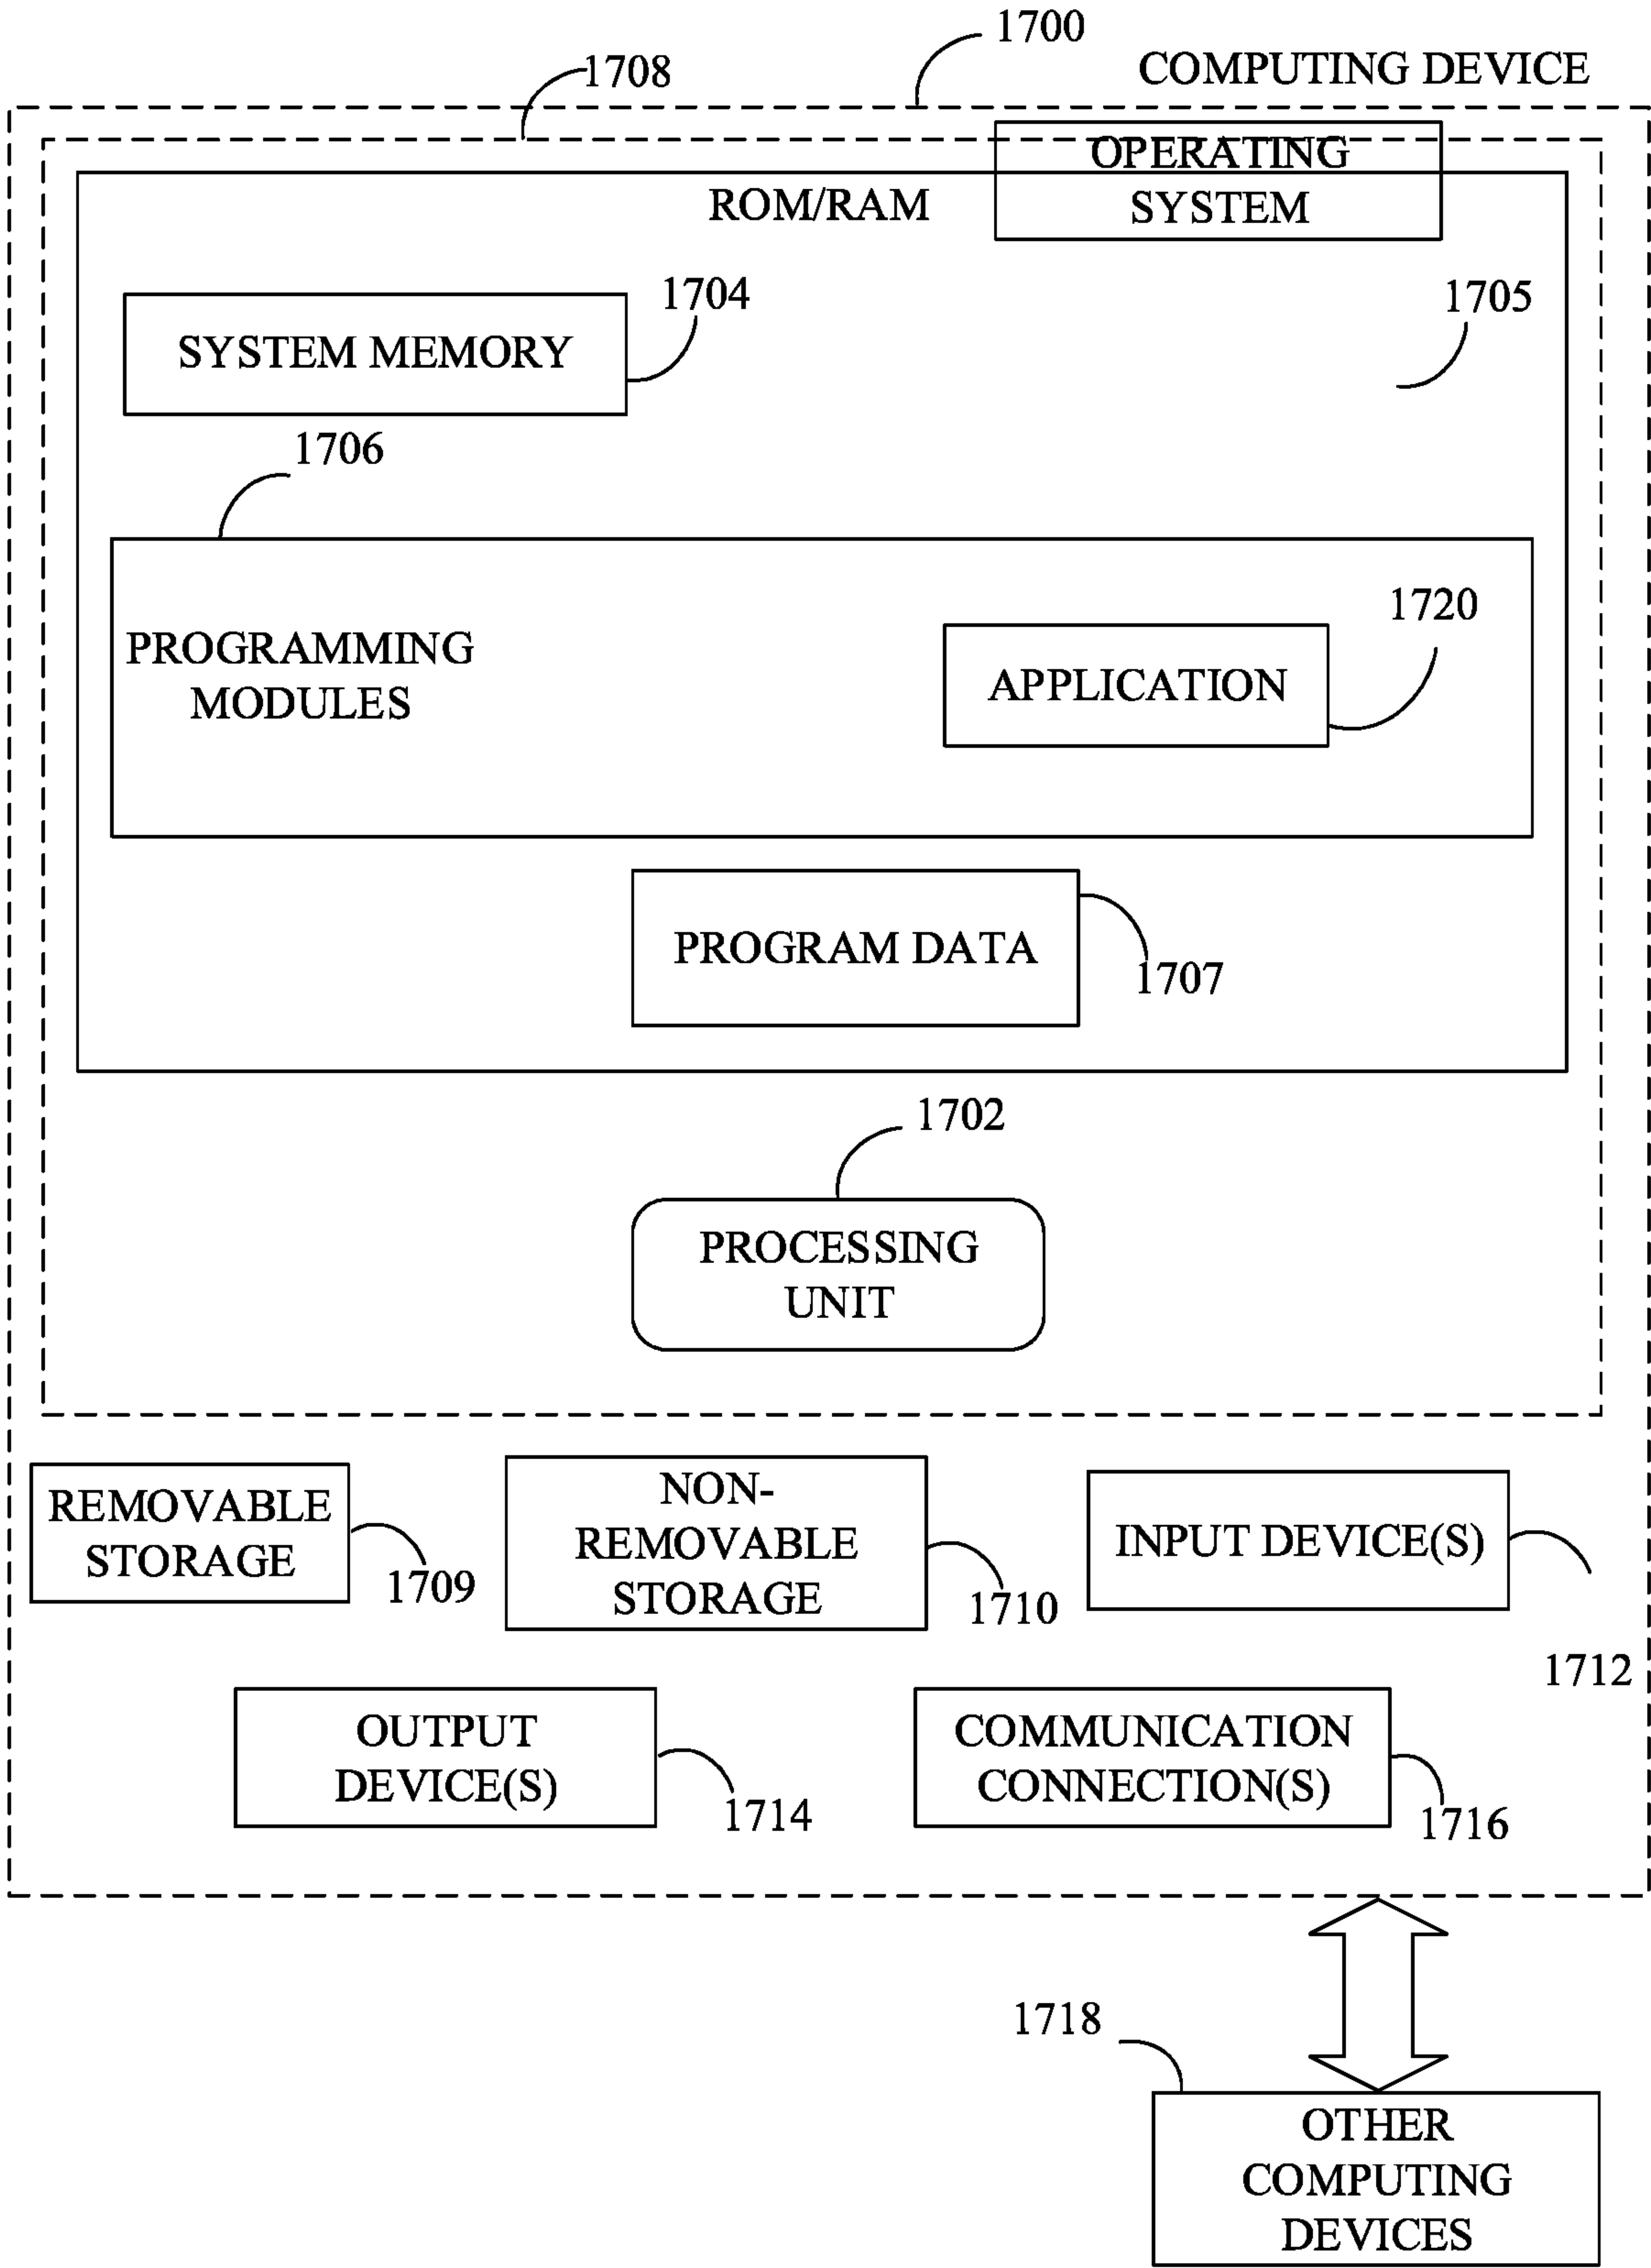 1700
COMPUTING DEVICE
1708
OPERATING
SYSTEM
ROM/RAM
1704
1705
SYSTEM MEMORY
1706
1720
PROGRAMMING
MODULES
APPLICATION
PROGRAM DATA
1707
1702
PROCESSING
UNIT
REMOVABLE
STORAGE
1709
NON-
REMOVABLE
STORAGE
1710
INPUT DEVICE(S)
1712
OUTPUT
DEVICE(S)
1714
COMMUNICATION
CONNECTION(S)
1716
1718
OTHER
COMPUTING
DEVICES